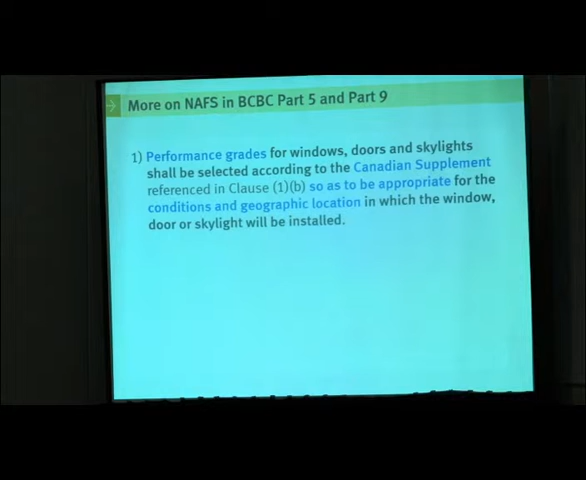 More on NAFS in BCBC Part 5 and Part 9
1) Performance grades for windows, doors and skylights
shall be selected according to the Canadian Supplement
referenced in Clause (1)(b) so as to be appropriate for the
conditions and geographic location in which the window,
door or skylight will be installed.